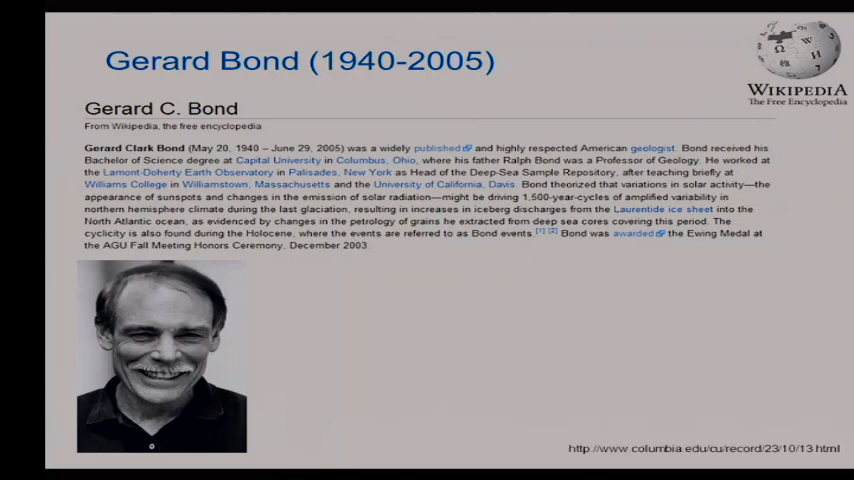 Gerard Bond (1940-2005)
WIKIPEDIA
The Free Encyclopedia
Gerard C. Bond
From Wikipedia, the free encyclopedia
Gerard Clark Bond (May 20, 1940 – June 29, 2005) was a widely published and highly respected American geologist. Bond received his
Bachelor of Science degree at Capital University in Columbus, Ohio, where his father Ralph Bond was a Professor of Geology. He worked at
the Lamont-Doherty Earth Observatory in Palisades, New York as Head of the Deep-Sea Sample Repository, after teaching briefly at
Williams College in Williamstown, Massachusetts and the University of California, Davis. Bond theorized that variations in solar activity—the
appearance of sunspots and changes in the emission of solar radiation—might be driving 1,500-year-cycles of amplified variability in
northern hemisphere climate during the last glaciation, resulting in increases in iceberg discharges from the Laurentide ice sheet into the
North Atlantic ocean, as evidenced by changes in the petrology of grains he extracted from deep sea cores covering this period. The
cyclicity is also found during the Holocene, where the events are referred to as Bond events.[1][2] Bond was awarded the Ewing Medal at
the AGU Fall Meeting Honors Ceremony, December 2003.
http://www.columbia.edu/cu/record/23/10/13.html